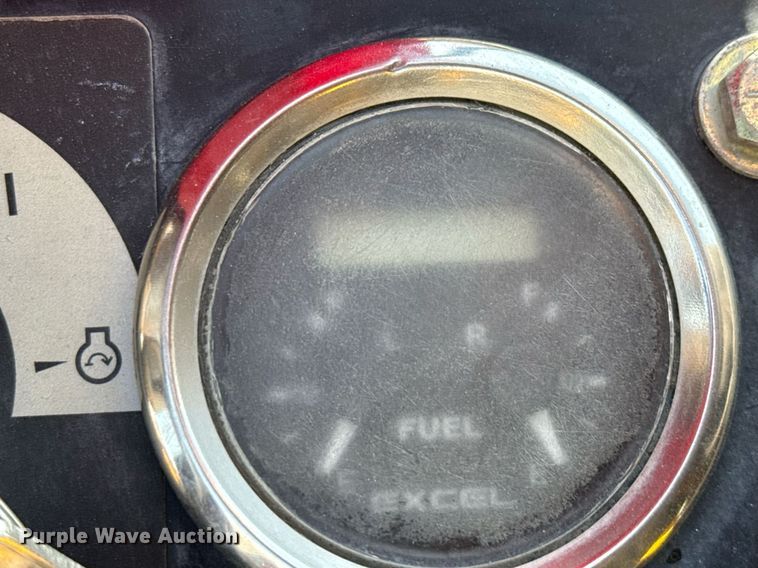 F F
L R
FUEL
E E
EXCEL
Purple Wave Auction®